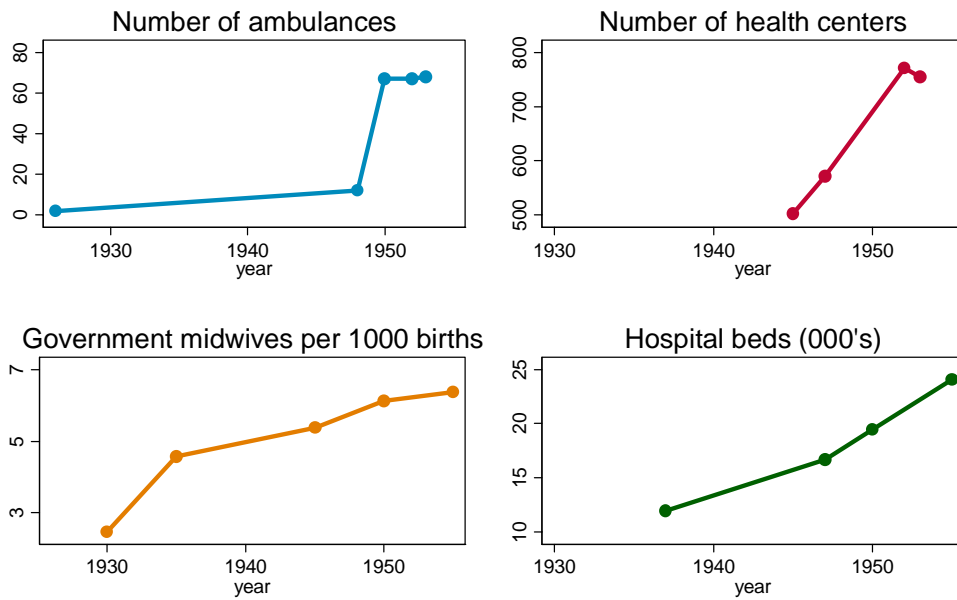 Number of ambulances
80
60
40
20
0
1930 1940 1950
year
Number of health centers
800
700
600
500
1930 1940 1950
year
Government midwives per 1000 births
7
5
3
1930 1940 1950
year
Hospital beds (000's)
25
20
15
10
1930 1940 1950
year